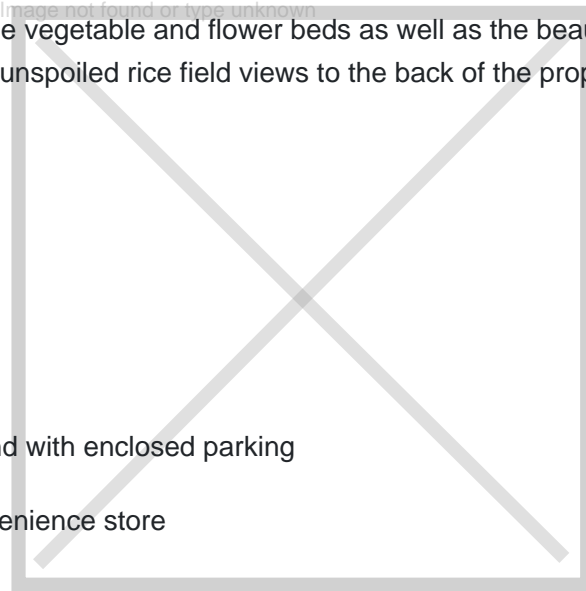 Image not found or type unknown
e vegetable and flower beds as well as the beau
unspoiled rice field views to the back of the prop
d with enclosed parking
enience store